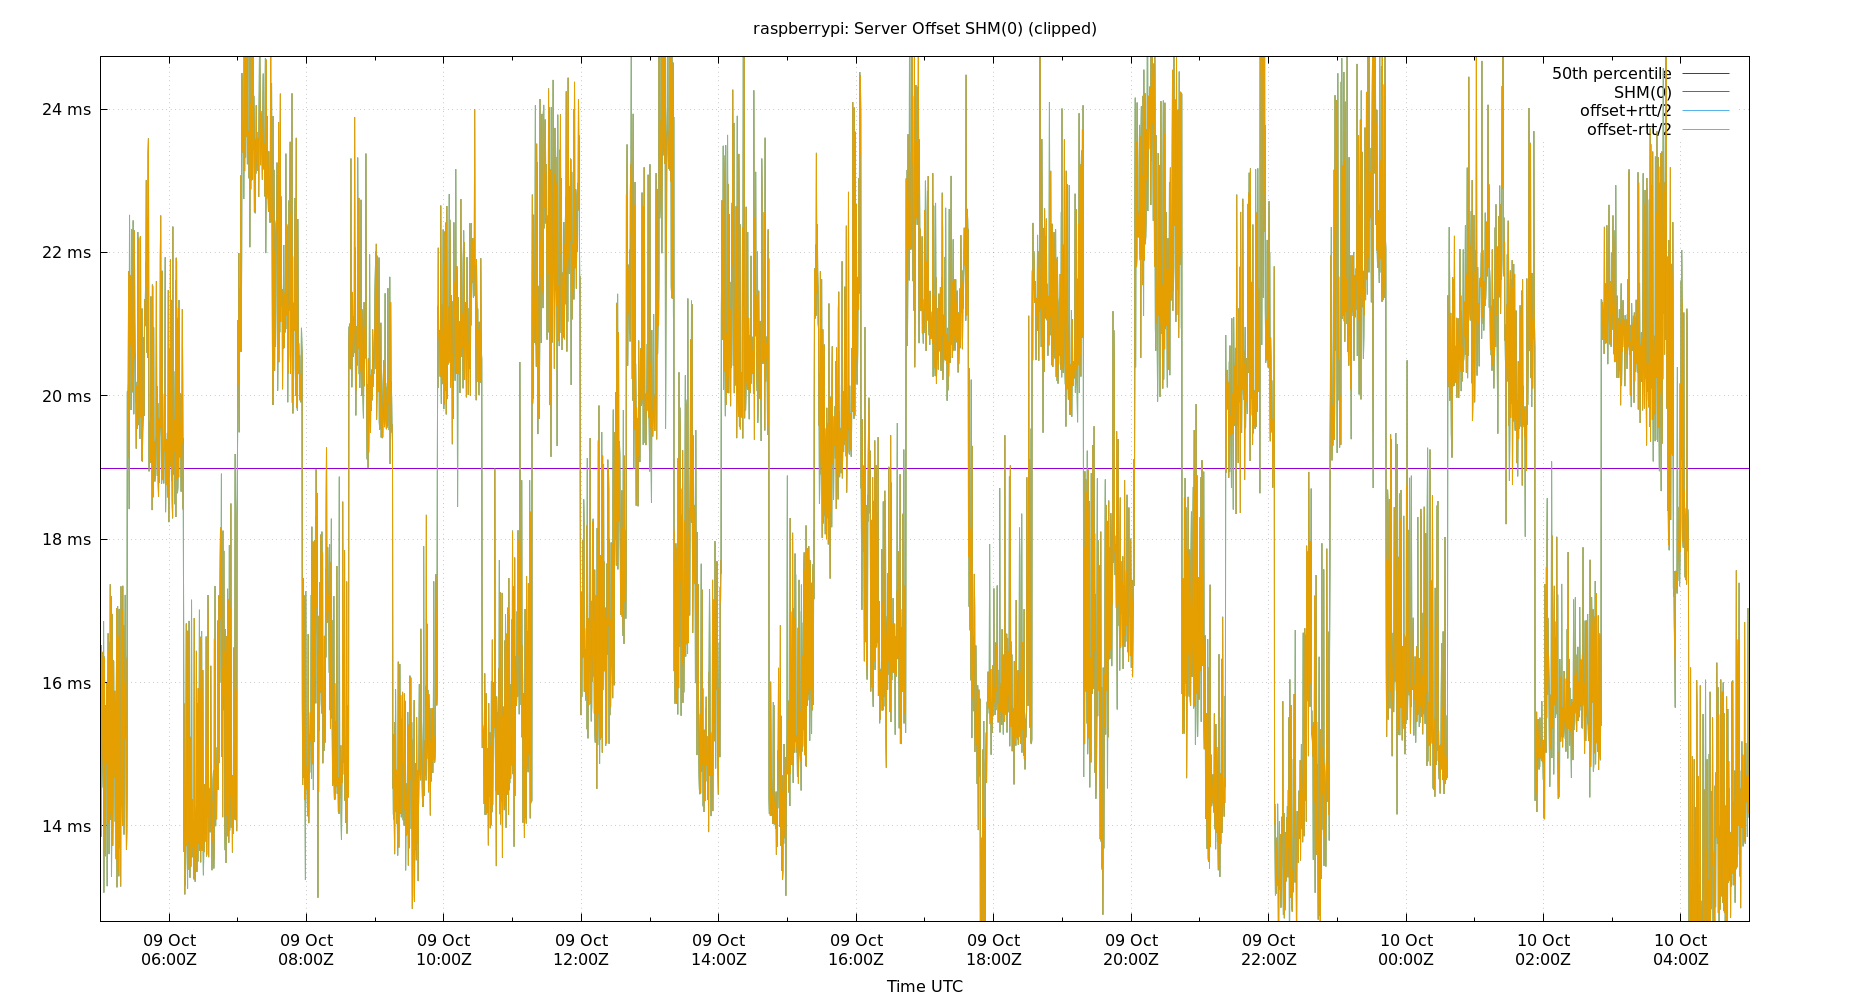 raspberrypi: Server Offset SHM(0) (clipped)
50th percentile
SHM(0)
offset+rtt/2
offset-rtt/2
24 ms
22 ms
20 ms
18 ms
16 ms
14 ms
09 Oct 09 Oct 09 Oct 09 Oct 09 Oct 09 Oct 09 Oct 09 Oct 09 Oct 10 Oct 10 Oct 10 Oct
06:00Z 08:00Z 10:00Z 12:00Z 14:00Z 16:00Z 18:00Z 20:00Z 22:00Z 00:00Z 02:00Z 04:00Z
Time UTC